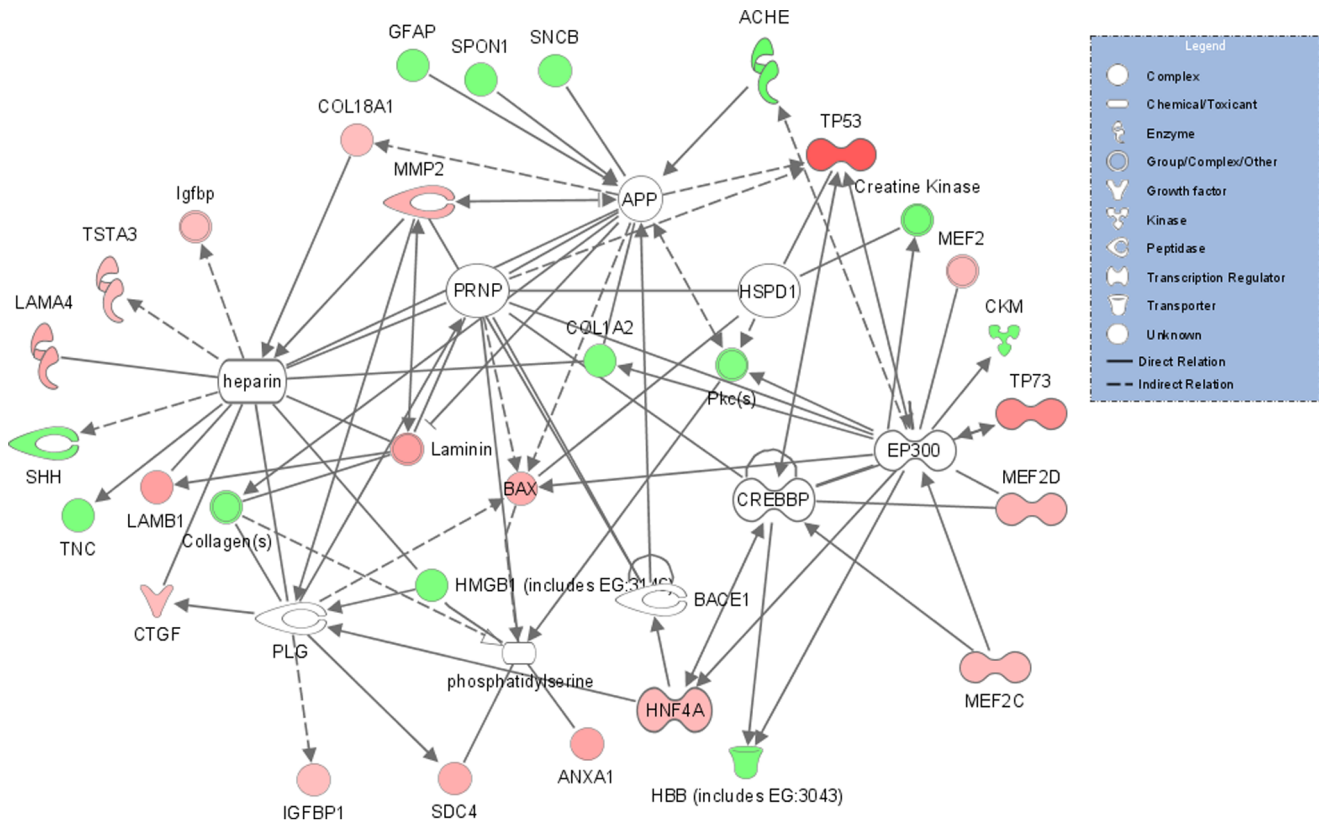 ACHE
GFAP
SPON1
SNCB
COL18A1
TP53
MMP2
Igfbp
APP
Creatine Kinase
TSTA3
MEF2
LAMA4
PRNP
HSPD1
CKM
COL1A2
heparin
Pkc(s)
TP73
SHH
Laminin
EP300
BAX
MEF2D
LAMB1
CREBBP
TNC
Collagen(s)
HMGB1 (includes EG:3146)
BACE1
CTGF
PLG
phosphatidylserine
MEF2C
HNF4A
ANXA1
IGFBP1
SDC4
HBB (includes EG:3043)
Legend
Complex
Chemical/Toxicant
Enzyme
Group/Complex/Other
Growth factor
Kinase
Peptidase
Transcription Regulator
Transporter
Unknown
Direct Relation
Indirect Relation